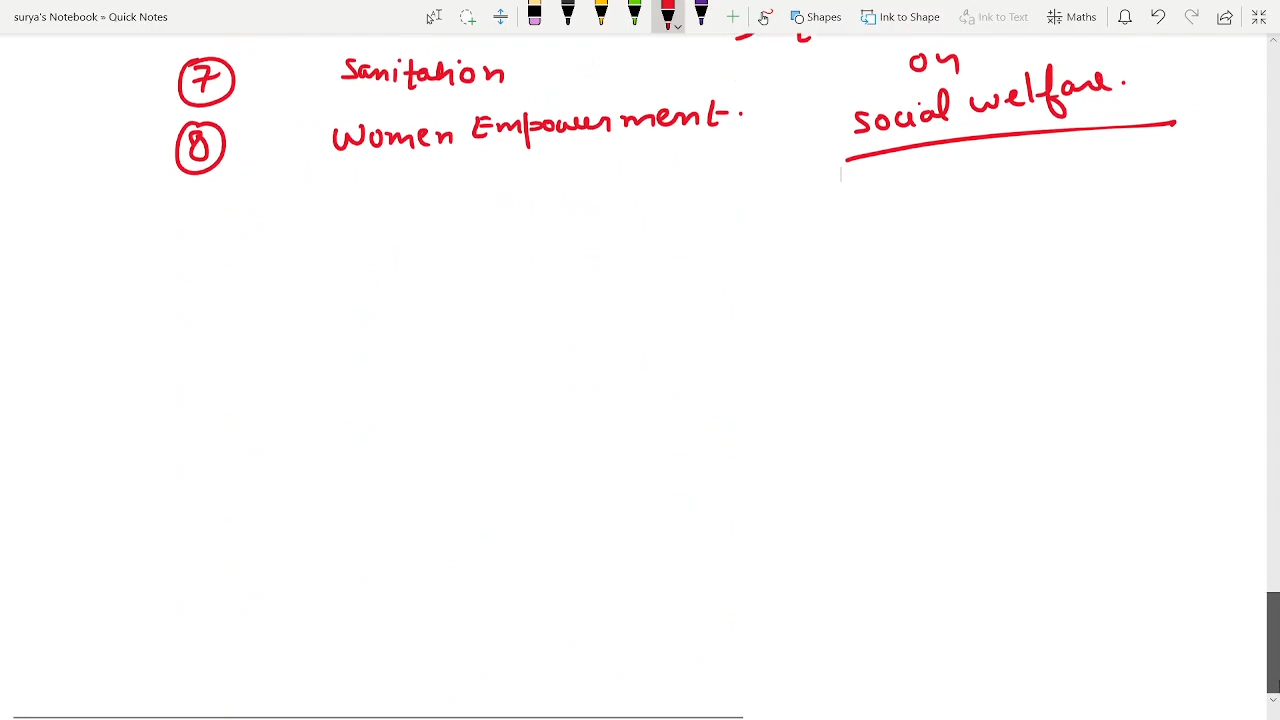 surya's Notebook » Quick Notes
Shapes
Ink to Shape
Ink to Text
Maths
on
7 Sanitation
social welfare.
8 Women Empowerment.